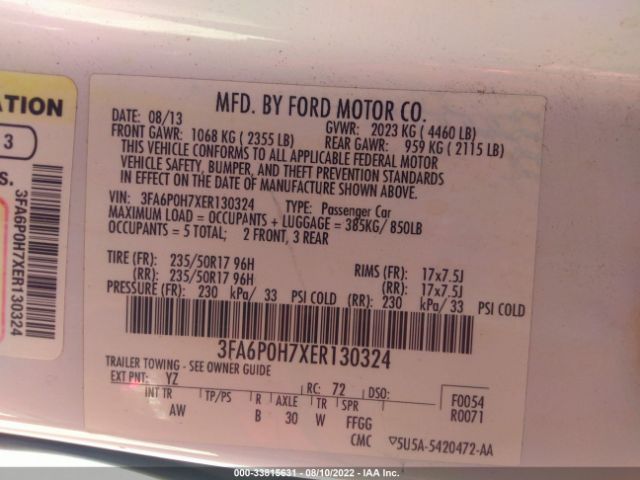 ATION
3
S.
3FA6P0H7XER130324
MFD. BY FORD MOTOR CO.
DATE: 08/13 GVWR: 2023 KG ( 4460 LB)
FRONT GAWR: 1068 KG ( 2355 LB) REAR GAWR: 959 KG ( 2115 LB)
THIS VEHICLE CONFORMS TO ALL APPLICABLE FEDERAL MOTOR
VEHICLE SAFETY, BUMPER, AND THEFT PREVENTION STANDARDS
IN EFFECT ON THE DATE OF MANUFACTURE SHOWN ABOVE.
VIN: 3FA6P0H7XER130324 TYPE: Passenger Car
MAXIMUM LOAD = OCCUPANTS + LUGGAGE = 385KG/ 850LB
OCCUPANTS = 5 TOTAL; 2 FRONT, 3 REAR
TIRE (FR): 235/50R17 96H RIMS (FR): 17x7.5J
(RR): 235/50R17 96H (RR): 17x7.5J
PRESSURE (FR): 230 kPa/ 33 PSI COLD (RR): 230 kPa/ 33 PSI COLD
3FA6P0H7XER130324
TRAILER TOWING - SEE OWNER GUIDE
EXT PNT: YZ RC: 72 DSO: F0054
INT TR TP/PS R AXLE TR SPR R0071
AW B 30 W FFGG
CMC 5U5A-5420472-AA
000-33815631 - 08/10/2022 - IAA Inc.